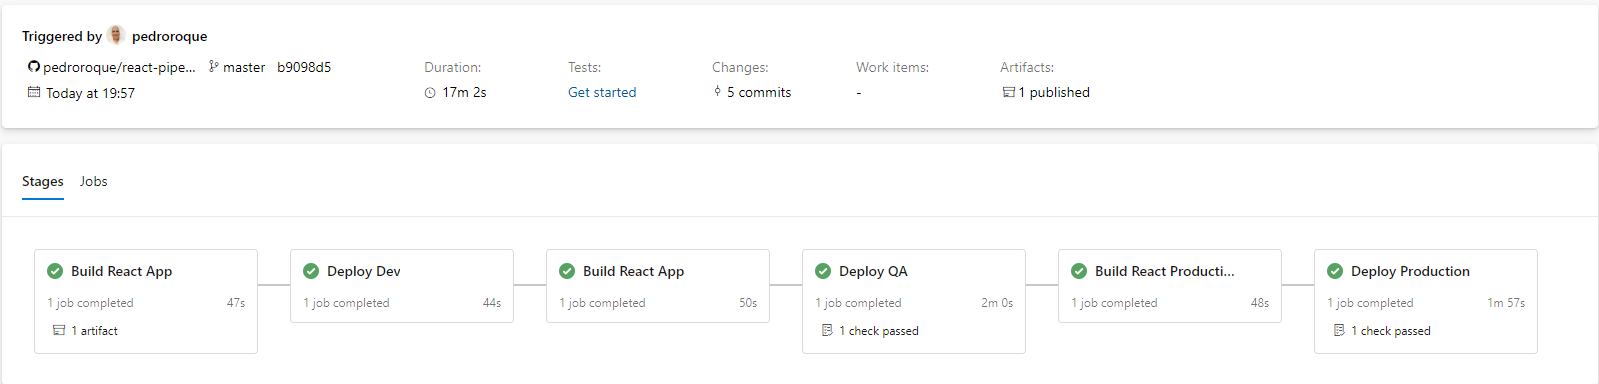 Triggered by pedroroque
pedroroque/react-pipe... master b9098d5
Today at 19:57
Duration:
17m 2s
Tests:
Get started
Changes:
5 commits
Work items:
-
Artifacts:
1 published
Stages Jobs
Build React App
1 job completed 47s
1 artifact
Deploy Dev
1 job completed 44s
Build React App
1 job completed 50s
Deploy QA
1 job completed 2m 0s
1 check passed
Build React Producti...
1 job completed 48s
Deploy Production
1 job completed 1m 57s
1 check passed